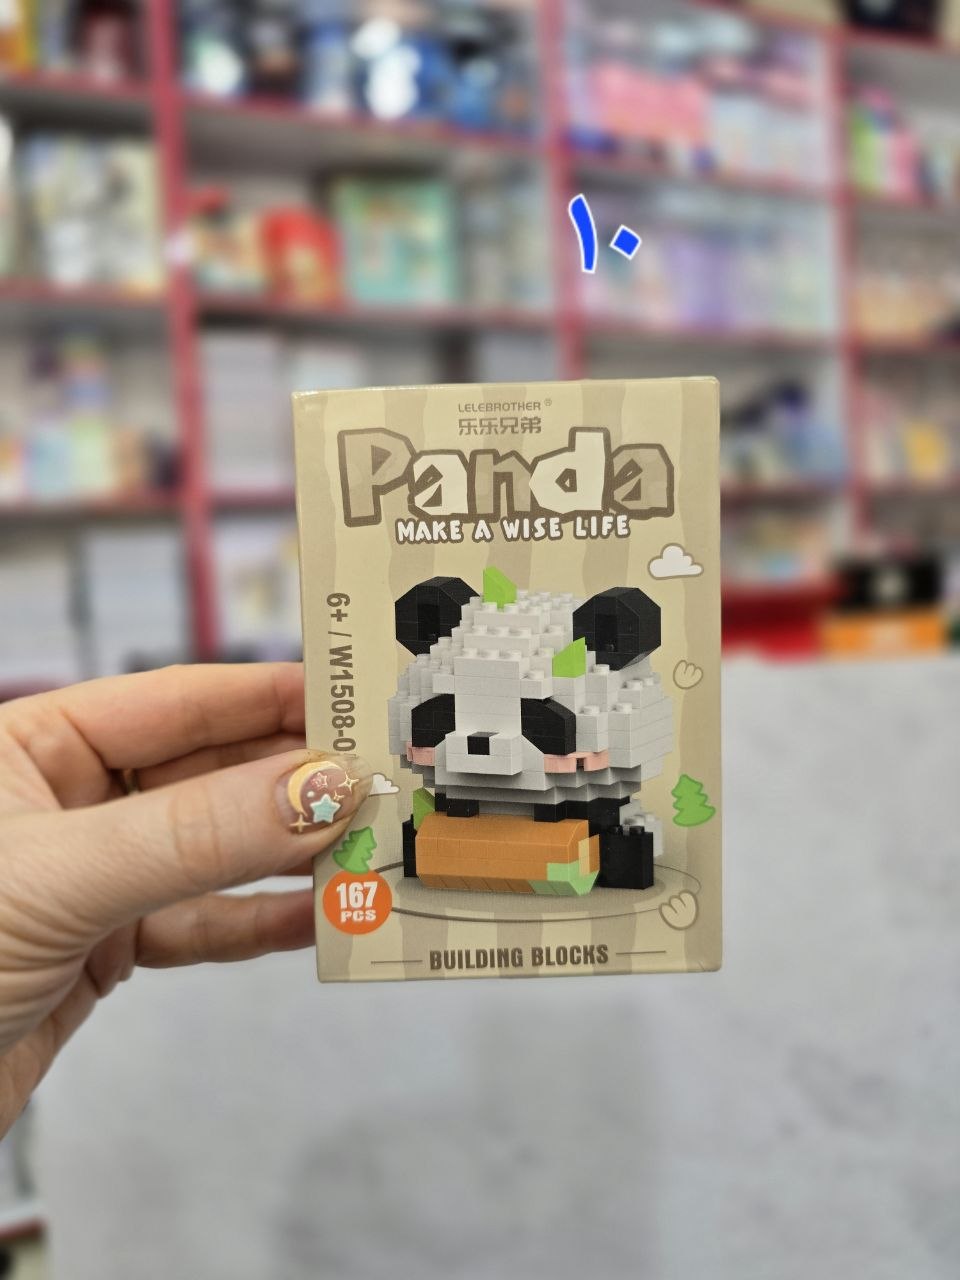 ۱۰
LELEBROTHER ®
乐乐兄弟
Panda
MAKE A WISE LIFE
6+ / W1508-0
167
PCS
BUILDING BLOCKS